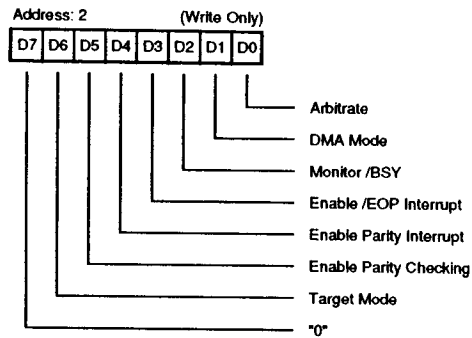 Address: 2 (Write Only)
D7 D6 D5 D4 D3 D2 D1 D0
Arbitrate
DMA Mode
Monitor /BSY
Enable /EOP Interrupt
Enable Parity Interrupt
Enable Parity Checking
Target Mode
"0"